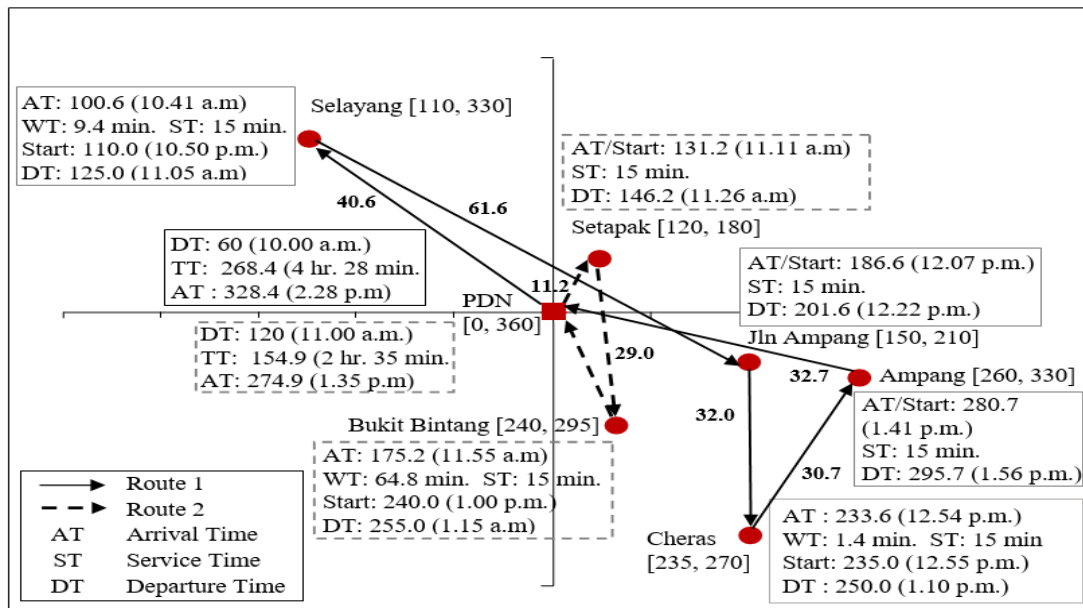 AT: 100.6 (10.41 a.m)
WT: 9.4 min. ST: 15 min.
Start: 110.0 (10.50 p.m.)
DT: 125.0 (11.05 a.m)
Selayang [110, 330]
AT/Start: 131.2 (11.11 a.m)
ST: 15 min.
DT: 146.2 (11.26 a.m)
40.6
61.6
Setapak [120, 180]
DT: 60 (10.00 a.m.)
TT: 268.4 (4 hr. 28 min.
AT : 328.4 (2.28 p.m)
AT/Start: 186.6 (12.07 p.m.)
ST: 15 min.
DT: 201.6 (12.22 p.m.)
11.2
PDN
[0, 360]
DT: 120 (11.00 a.m.)
TT: 154.9 (2 hr. 35 min.
AT: 274.9 (1.35 p.m)
29.0
Jln Ampang [150, 210]
32.7
Ampang [260, 330]
32.0
Bukit Bintang [240, 295]
AT: 175.2 (11.55 a.m)
WT: 64.8 min. ST: 15 min.
Start: 240.0 (1.00 p.m.)
DT: 255.0 (1.15 a.m)
AT/Start: 280.7
(1.41 p.m.)
ST: 15 min.
DT: 295.7 (1.56 p.m.)
30.7
Cheras
[235, 270]
AT : 233.6 (12.54 p.m.)
WT: 1.4 min. ST: 15 min
Start: 235.0 (12.55 p.m.)
DT : 250.0 (1.10 p.m.)
Route 1
Route 2
AT Arrival Time
ST Service Time
DT Departure Time